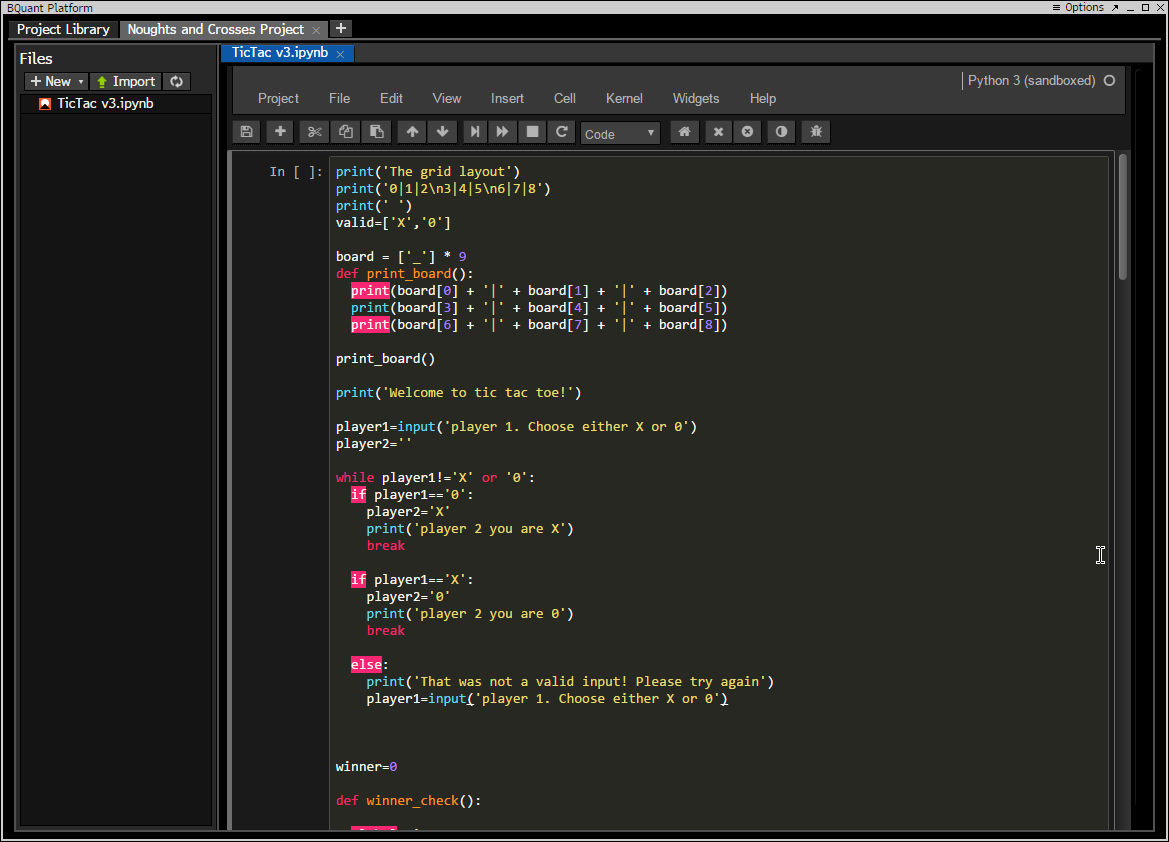 BQuant Platform
Options
Project Library
Noughts and Crosses Project
Files
New
Import
TicTac v3.ipynb
TicTac v3.ipynb
Python 3 (sandboxed)
Project File Edit View Insert Cell Kernel Widgets Help
Code
In [ ]:
print('The grid layout')
print('0|1|2\n3|4|5\n6|7|8')
print(' ')
valid=['X','0']
board = ['_'] * 9
def print_board():
  print(board[0] + '|' + board[1] + '|' + board[2])
  print(board[3] + '|' + board[4] + '|' + board[5])
  print(board[6] + '|' + board[7] + '|' + board[8])
print_board()
print('Welcome to tic tac toe!')
player1=input('player 1. Choose either X or 0')
player2=''
while player1!='X' or '0':
  if player1=='0':
    player2='X'
    print('player 2 you are X')
    break
  if player1=='X':
    player2='0'
    print('player 2 you are 0')
    break
  else:
    print('That was not a valid input! Please try again')
    player1=input('player 1. Choose either X or 0')
winner=0
def winner_check():